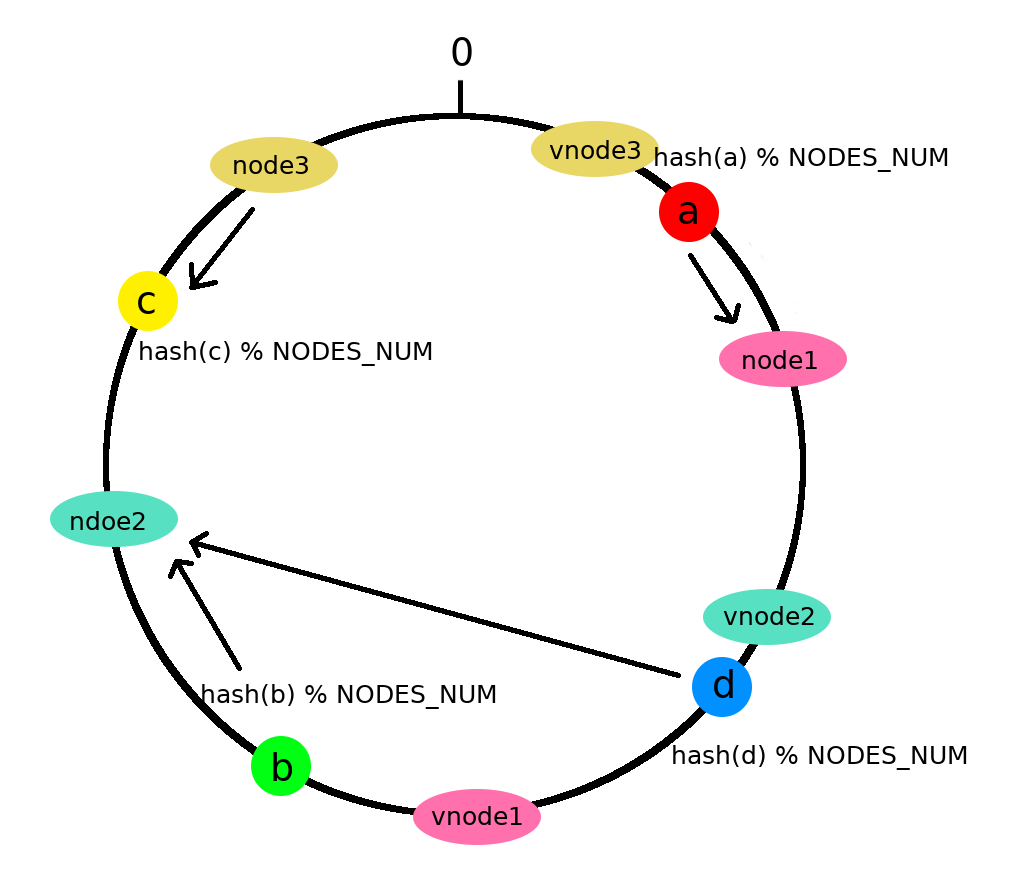 0
node3
vnode3
hash(a) % NODES_NUM
a
c
hash(c) % NODES_NUM
node1
ndoe2
vnode2
d
hash(b) % NODES_NUM
hash(d) % NODES_NUM
b
vnode1